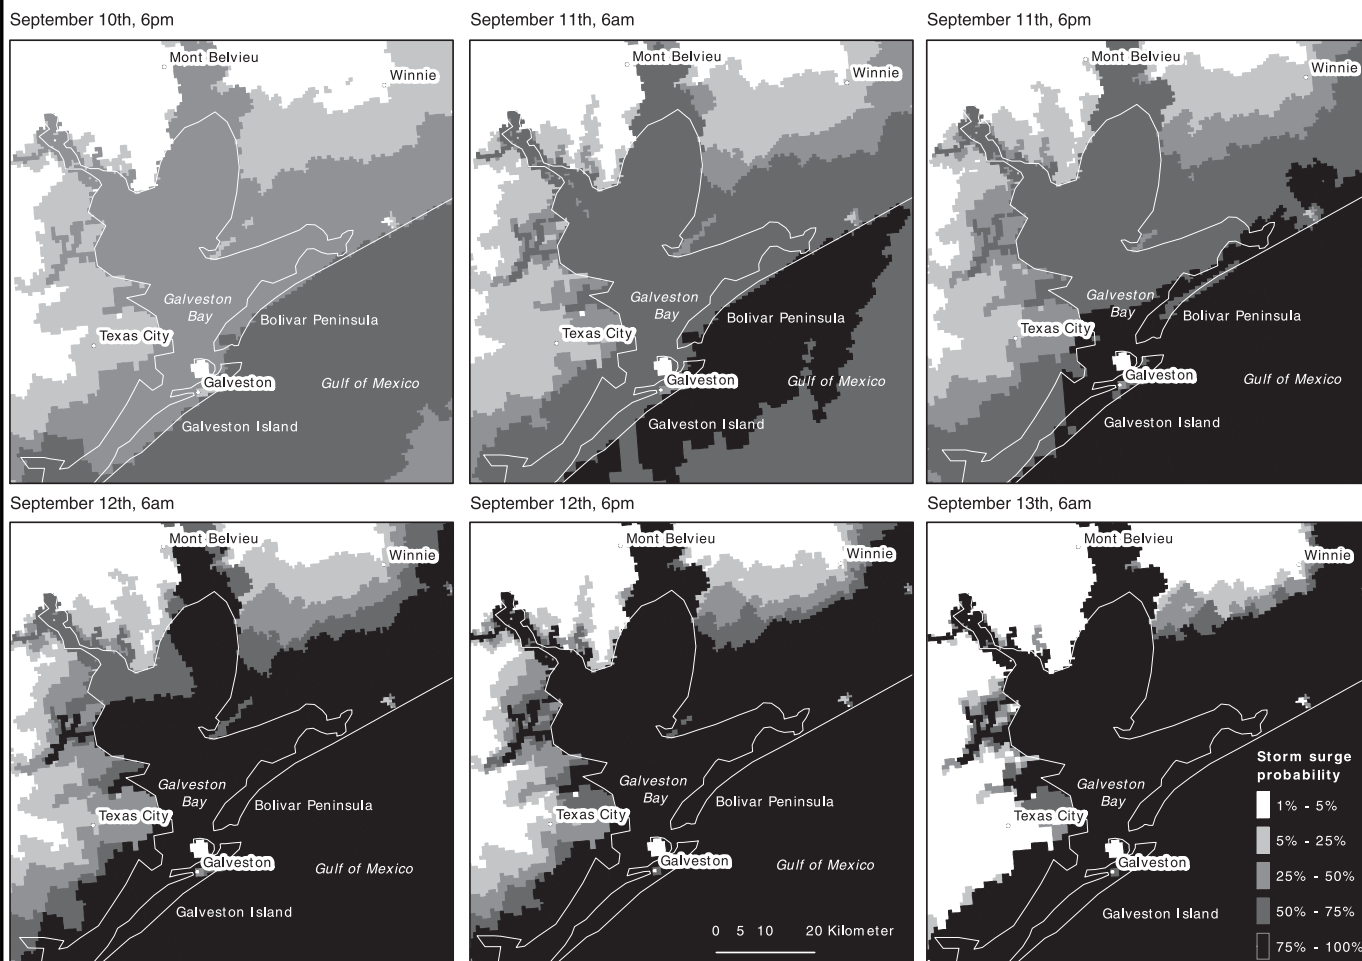 September 10th, 6pm
Mont Belvieu
Winnie
Galveston
Bay
Bolivar Peninsula
Texas City
Galveston
Gulf of Mexico
Galveston Island
September 11th, 6am
Mont Belvieu
Winnie
Galveston
Bay
Bolivar Peninsula
Texas City
Galveston
Gulf of Mexico
Galveston Island
September 11th, 6pm
Mont Belvieu
Winnie
Galveston
Bay
Bolivar Peninsula
Texas City
Galveston
Gulf of Mexico
Galveston Island
September 12th, 6am
Mont Belvieu
Winnie
Galveston
Bay
Bolivar Peninsula
Texas City
Galveston
Gulf of Mexico
Galveston Island
September 12th, 6pm
Mont Belvieu
Winnie
Galveston
Bay
Bolivar Peninsula
Texas City
Galveston
Gulf of Mexico
0 5 10 20 Kilometer
September 13th, 6am
Mont Belvieu
Winnie
Galveston
Bay
Texas City
Galveston
Galveston Island
Storm surge
probability
1% - 5%
5% - 25%
25% - 50%
50% - 75%
75% - 100%